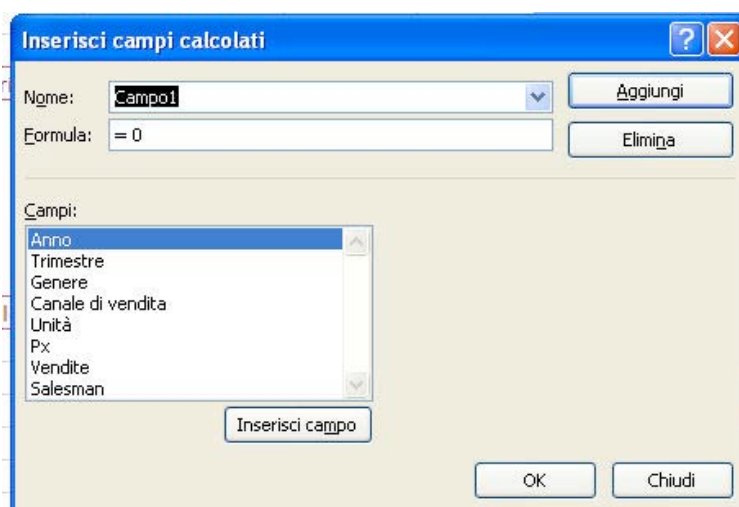 Inserisci campi calcolati
Nome: Campo1
Aggiungi
Formula: = 0
Elimina
Campi:
Anno
Trimestre
Genere
Canale di vendita
Unità
Px
Vendite
Salesman
Inserisci campo
OK
Chiudi